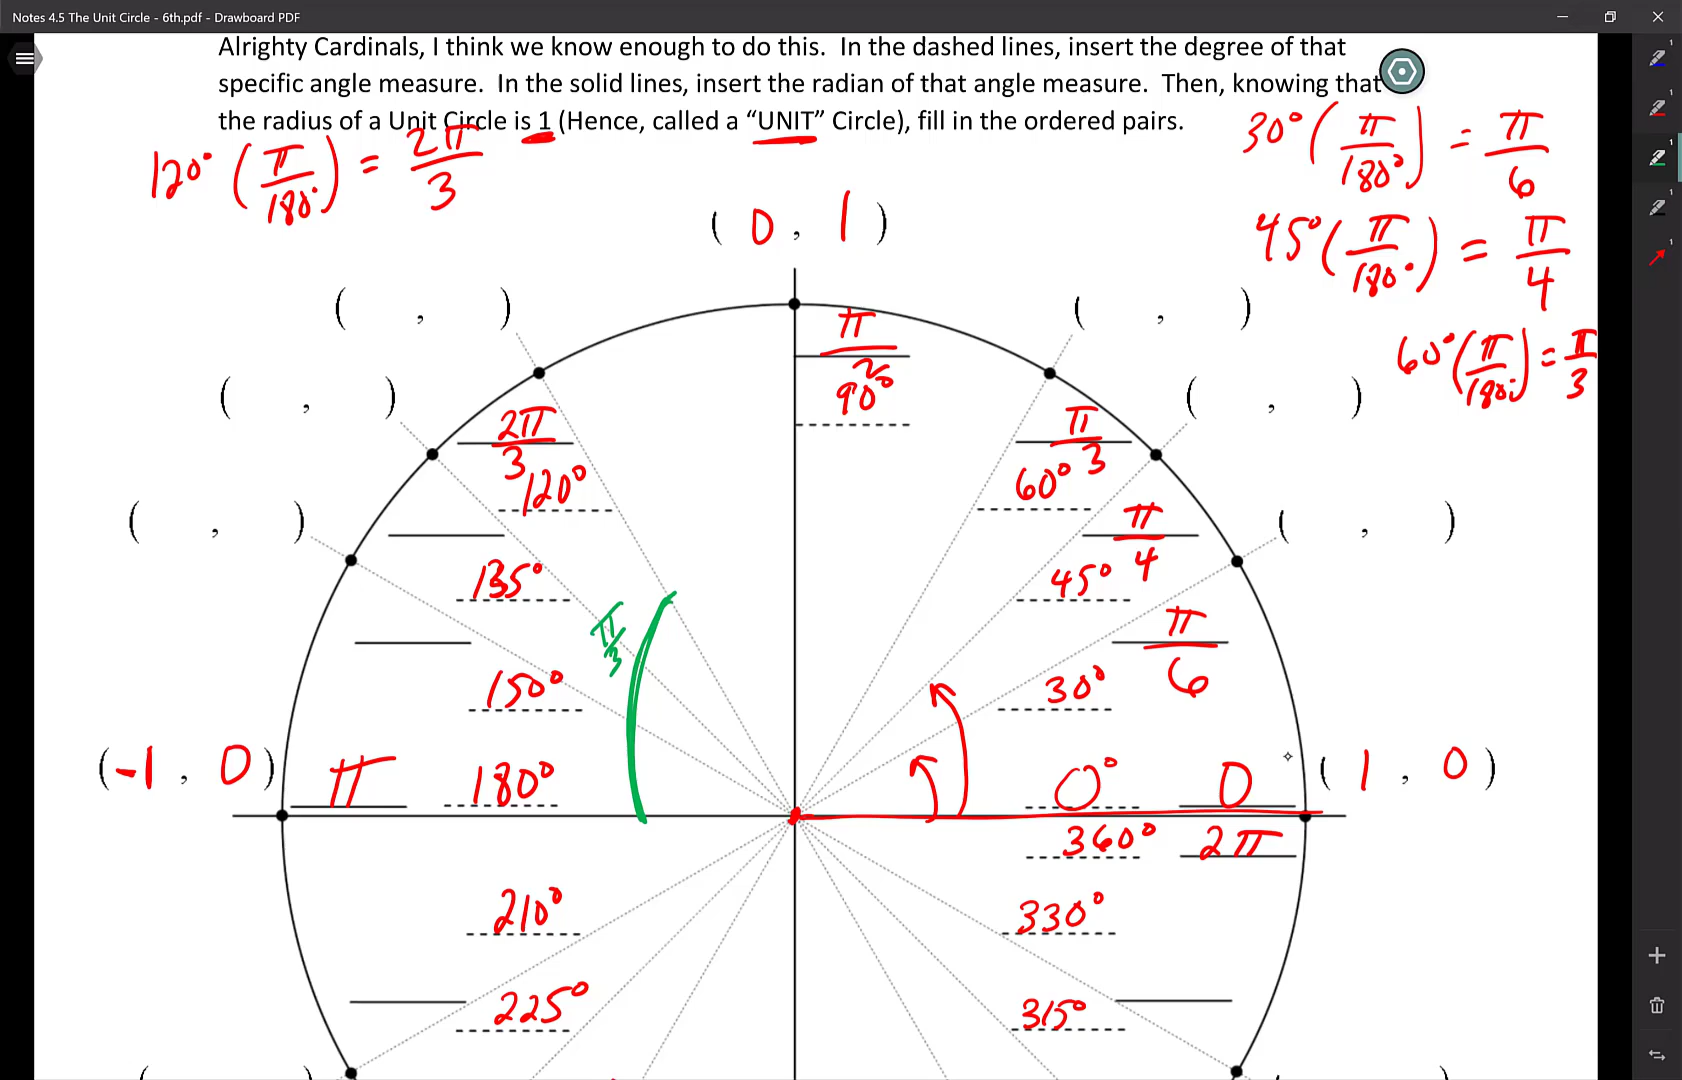 Notes 4.5 The Unit Circle - 6th.pdf - Drawboard PDF
Alrighty Cardinals, I think we know enough to do this.  In the dashed lines, insert the degree of that
specific angle measure.  In the solid lines, insert the radian of that angle measure.  Then, knowing that
the radius of a Unit Circle is 1 (Hence, called a “UNIT” Circle), fill in the ordered pairs.
120° (π/180°) = 2π/3
30° (π/180°) = π/6
45° (π/180°) = π/4
60° (π/180°) = π/3
( 0 , 1 )
( , )
( , )
π/2
90°
( , )
( , )
2π/3
120°
π/3
60°
( , )
( , )
π/4
135°
45°
π/3
π/6
150°
30°
(-1 , 0)
π
180°
0°
0
( 1 , 0 )
360°
2π
210°
330°
225°
315°